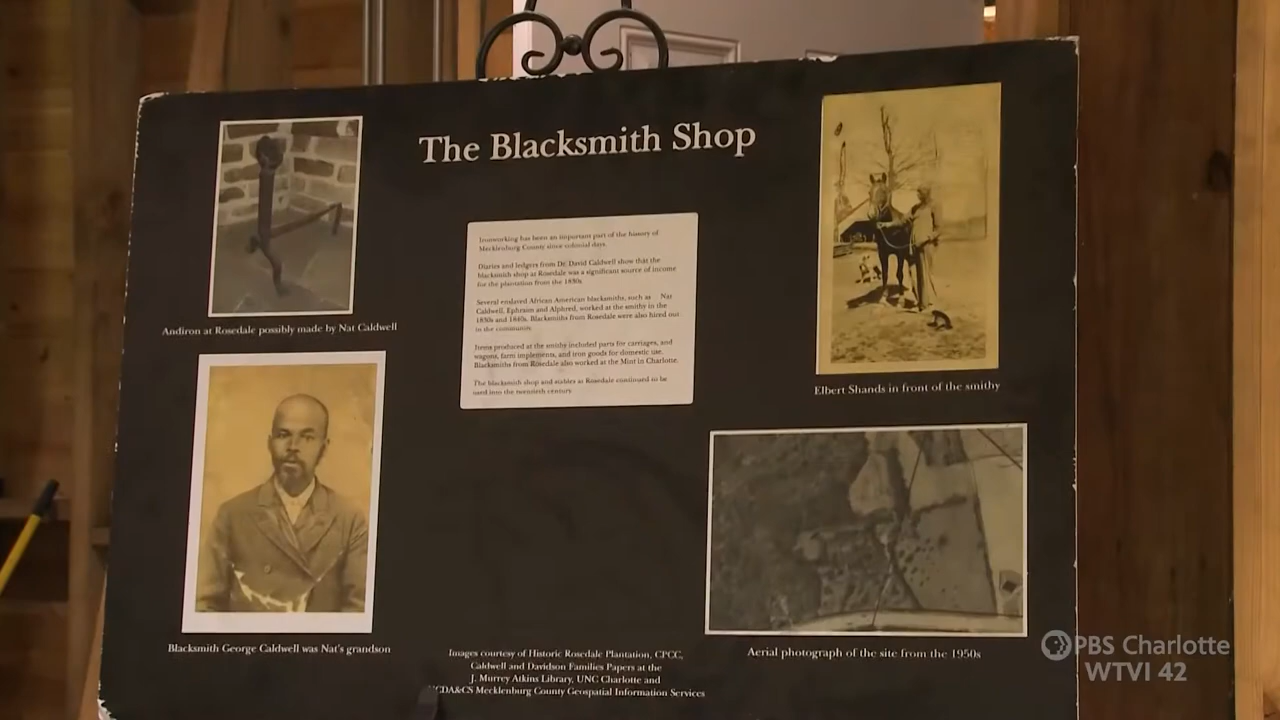 The Blacksmith Shop
Ironworking has been an important part of the history of
Mecklenburg County since colonial days.
Diaries and ledgers from Dr. David Caldwell show that the
blacksmith shop at Rosedale was a significant source of income
for the plantation from the 1830s.
Several enslaved African American blacksmiths, such as Nat
Caldwell, Ephraim and Alphred, worked at the smithy in the
1830s and 1840s. Blacksmiths from Rosedale were also hired out
in the community.
Items produced at the smithy included parts for carriages, and
wagons, farm implements, and iron goods for domestic use.
Blacksmiths from Rosedale also worked at the Mint in Charlotte.
The blacksmith shop and stables at Rosedale continued to be
used into the twentieth century.
Andiron at Rosedale possibly made by Nat Caldwell
Elbert Shands in front of the smithy
Blacksmith George Caldwell was Nat's grandson
Aerial photograph of the site from the 1950s
Images courtesy of Historic Rosedale Plantation, CPCC,
Caldwell and Davidson Families Papers at the
J. Murrey Atkins Library, UNC Charlotte and
Mecklenburg County Geospatial Information Services
PBS Charlotte
WTVI 42